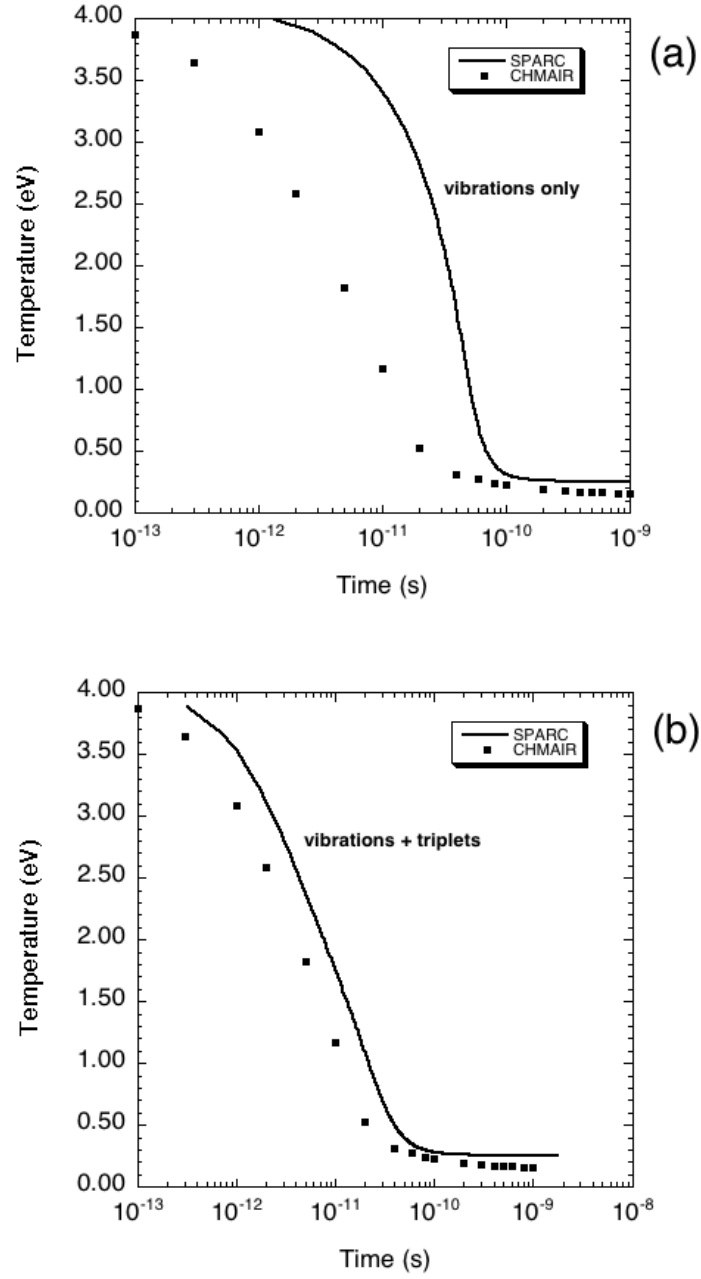 (a)
4.00
3.50
3.00
2.50
2.00
1.50
1.00
0.50
0.00
Temperature (eV)
SPARC
CHMAIR
vibrations only
10⁻¹³ 10⁻¹² 10⁻¹¹ 10⁻¹⁰ 10⁻⁹
Time (s)
(b)
4.00
3.50
3.00
2.50
2.00
1.50
1.00
0.50
0.00
Temperature (eV)
SPARC
CHMAIR
vibrations + triplets
10⁻¹³ 10⁻¹² 10⁻¹¹ 10⁻¹⁰ 10⁻⁹ 10⁻⁸
Time (s)